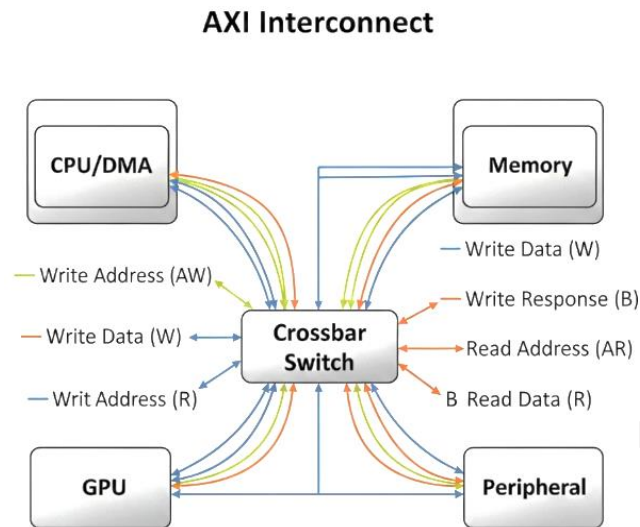 AXI Interconnect
CPU/DMA
Memory
Write Data (W)
Write Address (AW)
Write Response (B)
Write Data (W)
Crossbar
Switch
Read Address (AR)
Writ Address (R)
B Read Data (R)
GPU
Peripheral